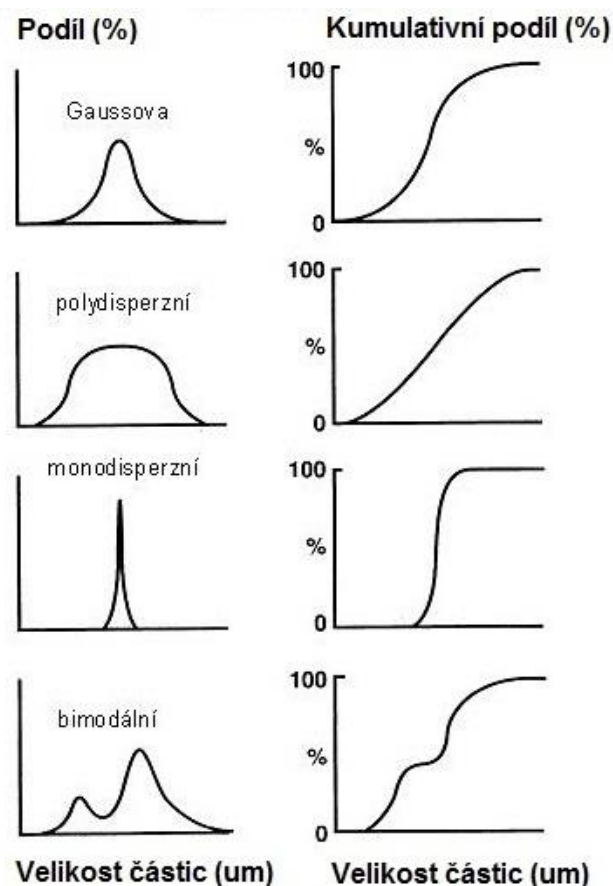 Podíl (%)
Kumulativní podíl (%)
Gaussova
100
%
0
polydisperzní
100
%
0
monodisperzní
100
%
0
bimodální
100
%
0
Velikost částic (um)
Velikost částic (um)